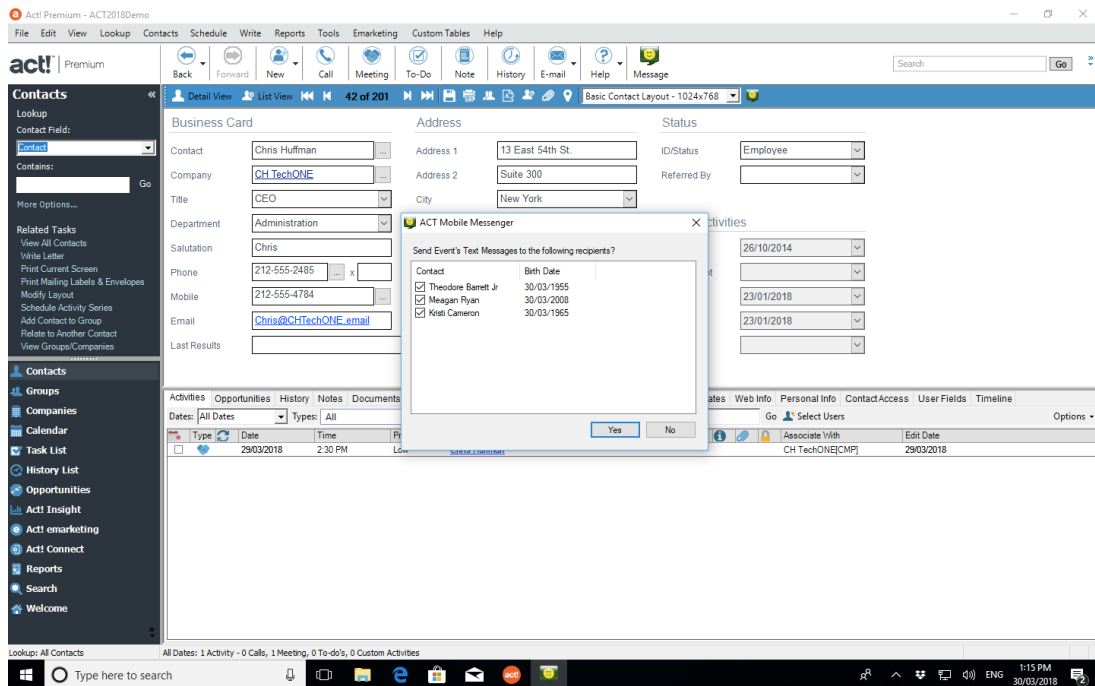 Act! Premium - ACT2018Demo
File Edit View Lookup Contacts Schedule Write Reports Tools Emarketing Custom Tables Help
act! Premium
Back Forward New Call Meeting To-Do Note History E-mail Help Message
Search Go
Contacts
Detail View List View 42 of 201 Basic Contact Layout - 1024x768
Lookup
Contact Field:
Contact
Contains:
Go
More Options...
Related Tasks
View All Contacts
Write Letter
Print Current Screen
Print Mailing Labels & Envelopes
Modify Layout
Schedule Activity Series
Add Contact to Group
Relate to Another Contact
View Groups/Companies
Contacts
Groups
Companies
Calendar
Task List
History List
Opportunities
Act! Insight
Act! emarketing
Act! Connect
Reports
Search
Welcome
Business Card Address Status
Contact Chris Huffman ... Address 1 13 East 54th St. ID/Status Employee
Company CH TechONE ... Address 2 Suite 300 Referred By
Title CEO City New York
Department Administration
Salutation Chris 26/10/2014
Phone 212-555-2485 ... x
Mobile 212-555-4784 ... 23/01/2018
Email Chris@CHTechONE.email 23/01/2018
Last Results
ACT Mobile Messenger
Send Event's Text Messages to the following recipients?
Contact Birth Date
Theodore Barrett Jr 30/03/1955
Meagan Ryan 30/03/2008
Kristi Cameron 30/03/1965
Yes No
Activities Opportunities History Notes Documents Web Info Personal Info Contact Access User Fields Timeline
Dates: All Dates Types: All Go Select Users Options
Type Date Time Associate With Edit Date
29/03/2018 2:30 PM Low Chris Huffman CH TechONE[CMP] 29/03/2018
Lookup: All Contacts All Dates: 1 Activity - 0 Calls, 1 Meeting, 0 To-do's, 0 Custom Activities
Type here to search act! ENG 1:15 PM
30/03/2018
2